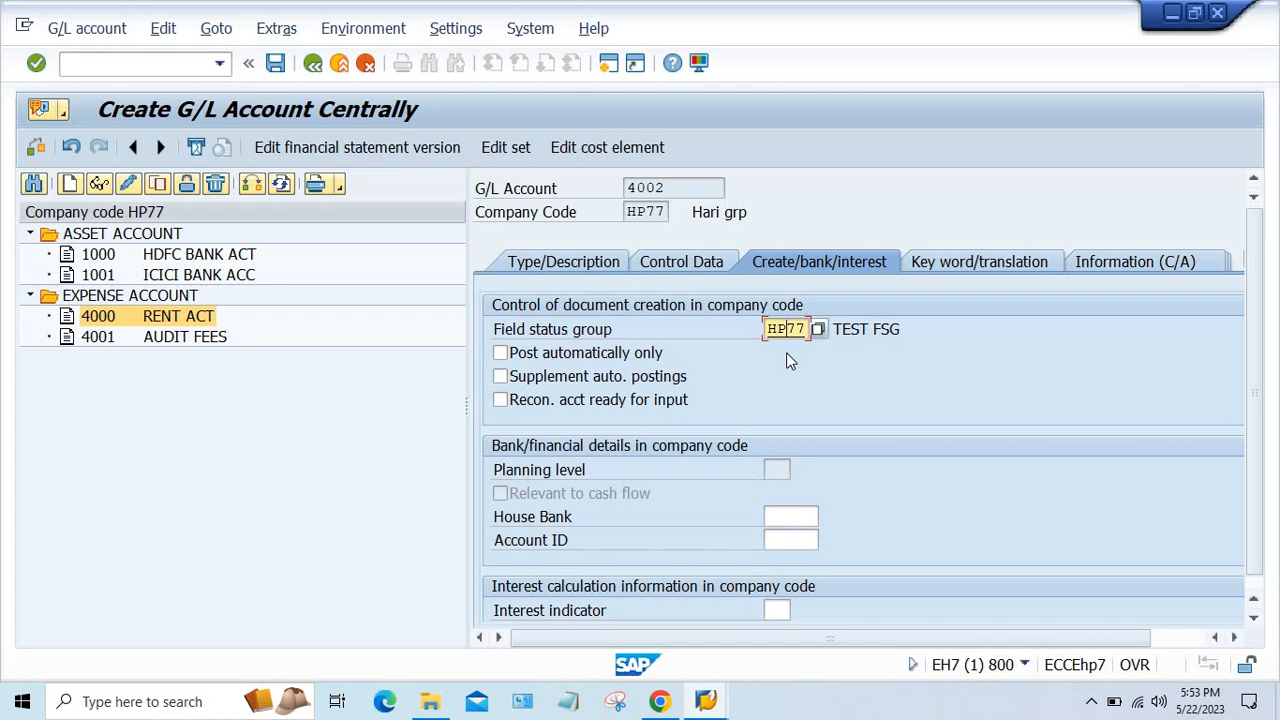 G/L account Edit Goto Extras Environment Settings System Help
Create G/L Account Centrally
Edit financial statement version Edit set Edit cost element
Company code HP77
ASSET ACCOUNT
1000 HDFC BANK ACT
1001 ICICI BANK ACC
EXPENSE ACCOUNT
4000 RENT ACT
4001 AUDIT FEES
G/L Account 4002
Company Code HP77 Hari grp
Type/Description Control Data Create/bank/interest Key word/translation Information (C/A)
Control of document creation in company code
Field status group HP77 TEST FSG
Post automatically only
Supplement auto. postings
Recon. acct ready for input
Bank/financial details in company code
Planning level
Relevant to cash flow
House Bank
Account ID
Interest calculation information in company code
Interest indicator
SAP EH7 (1) 800 ECCEhp7 OVR
Type here to search
5:53 PM
5/22/2023